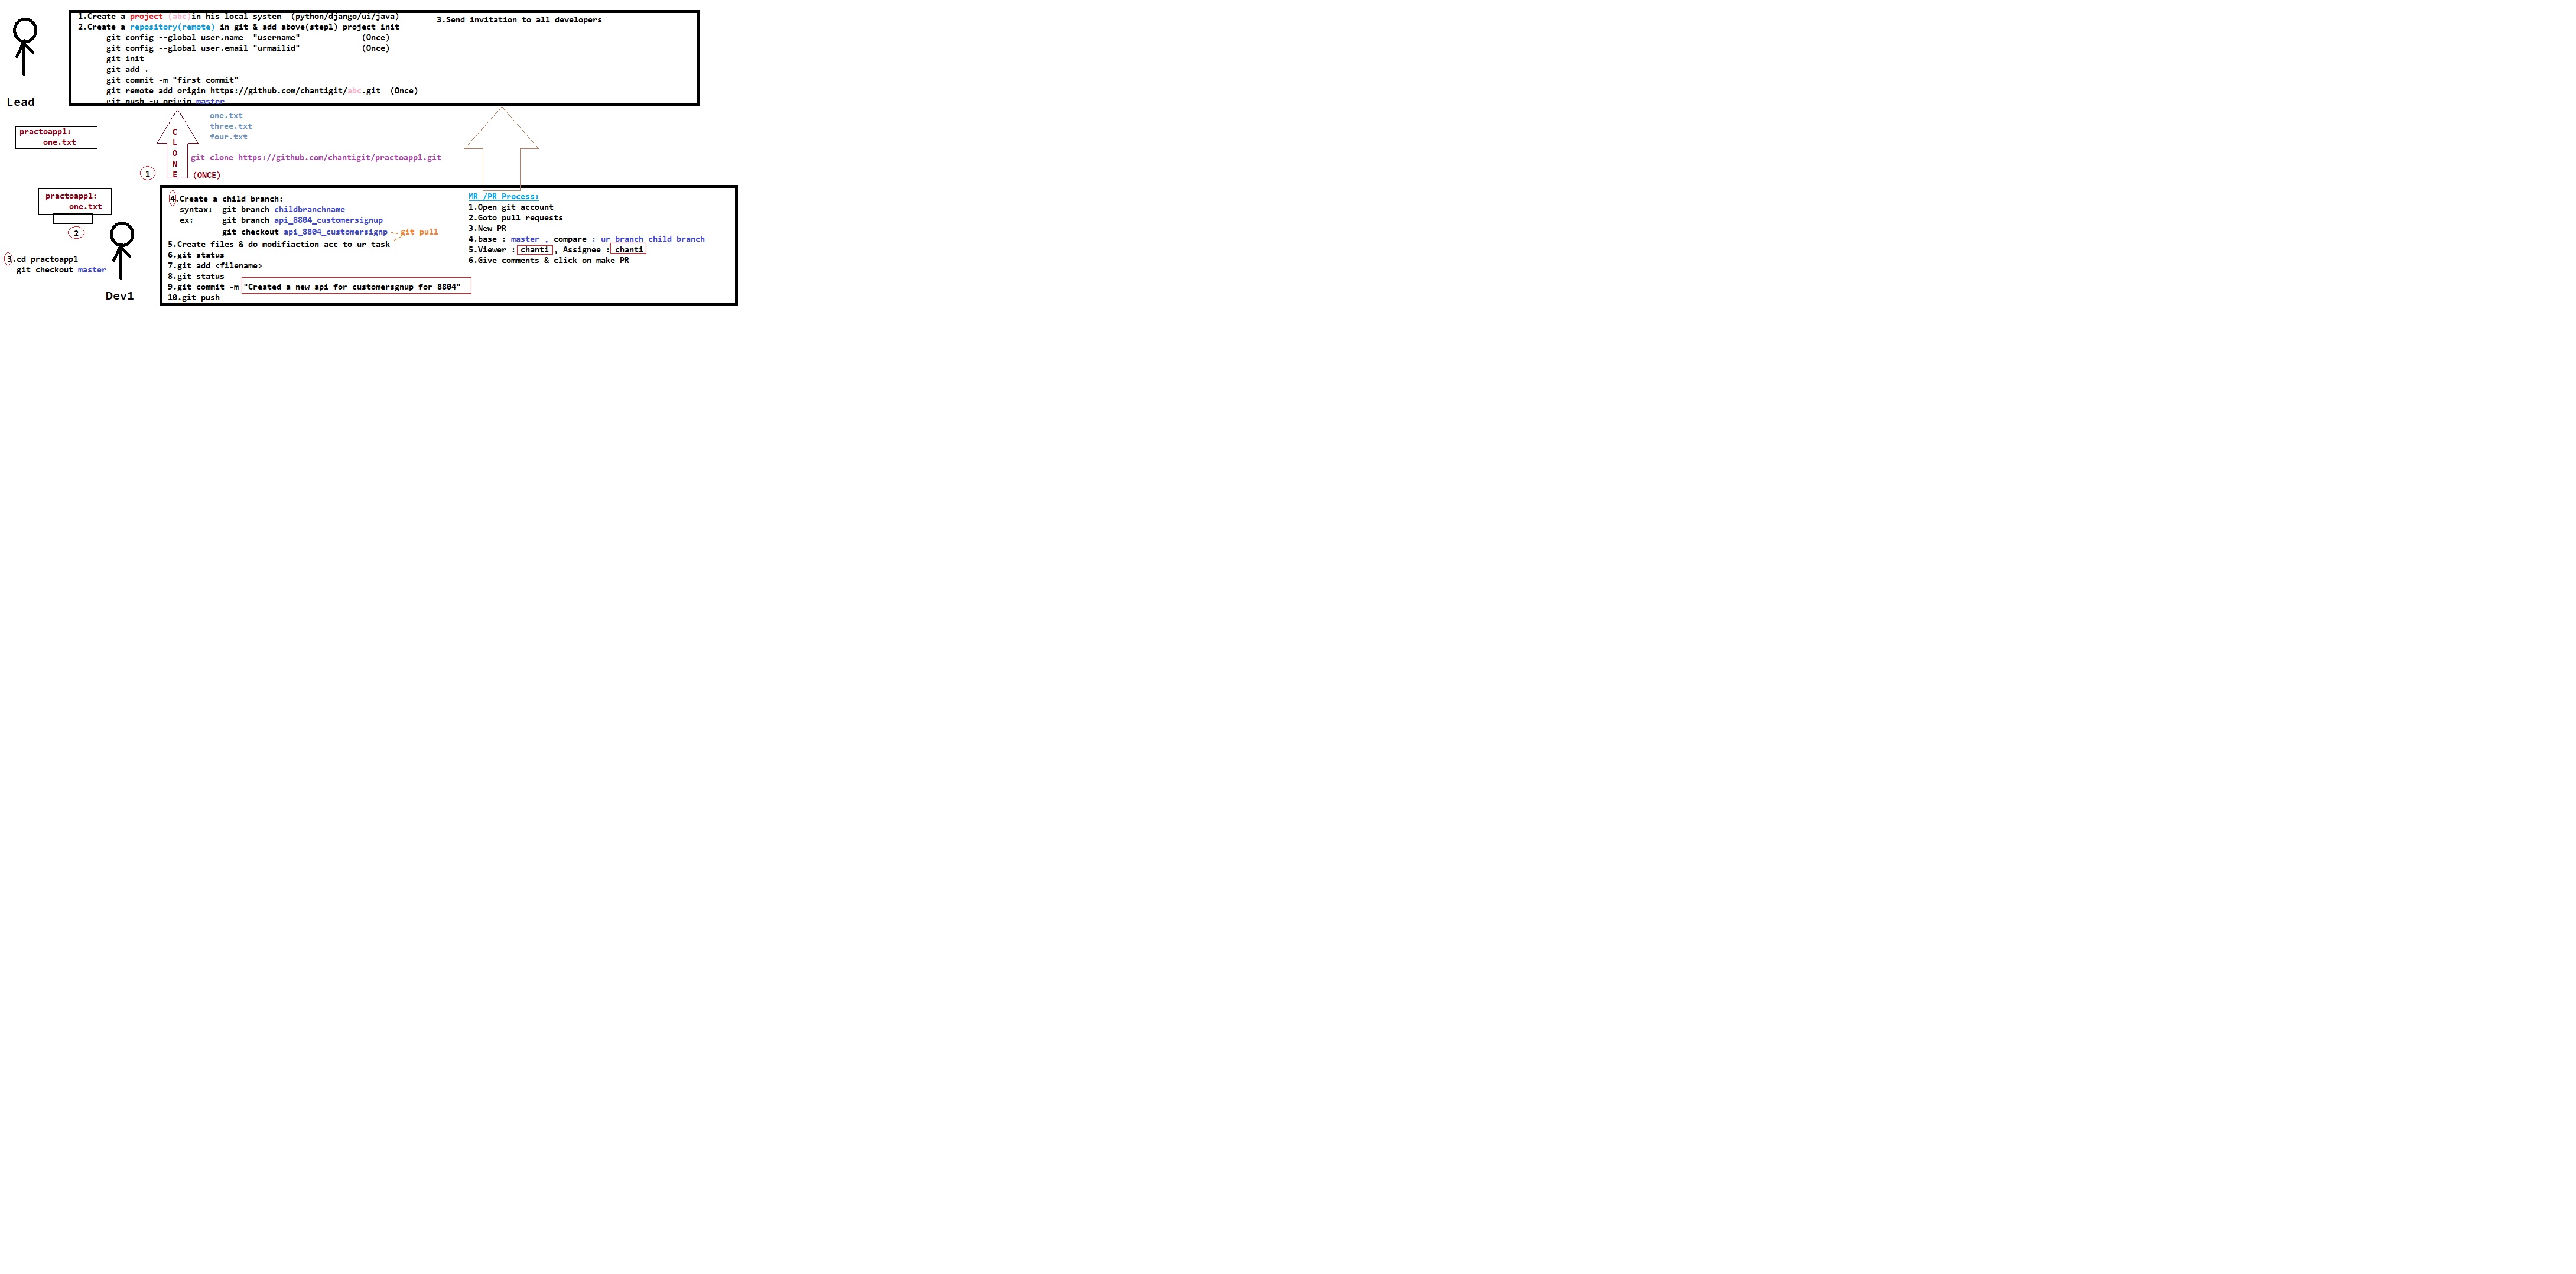 1.Create a project (abc)in his local system  (python/django/ui/java)
2.Create a repository(remote) in git & add above(step1) project init
git config --global user.name  "username"             (Once)
git config --global user.email "urmailid"             (Once)
git init
git add .
git commit -m "first commit"
git remote add origin https://github.com/chantigit/abc.git  (Once)
git push -u origin master
3.Send invitation to all developers
Lead
one.txt
three.txt
four.txt
practoapp1:
one.txt
C
L
O
N
E
git clone https://github.com/chantigit/practoapp1.git
1
(ONCE)
practoapp1:
one.txt
2
3.cd practoapp1
git checkout master
Dev1
4.Create a child branch:
syntax:  git branch childbranchname
ex:      git branch api_8804_customersignup
git checkout api_8804_customersignp
git pull
5.Create files & do modifiaction acc to ur task
6.git status
7.git add <filename>
8.git status
9.git commit -m "Created a new api for customersgnup for 8804"
10.git push
MR /PR Process:
1.Open git account
2.Goto pull requests
3.New PR
4.base : master , compare : ur branch child branch
5.Viewer : chanti , Assignee : chanti
6.Give comments & click on make PR